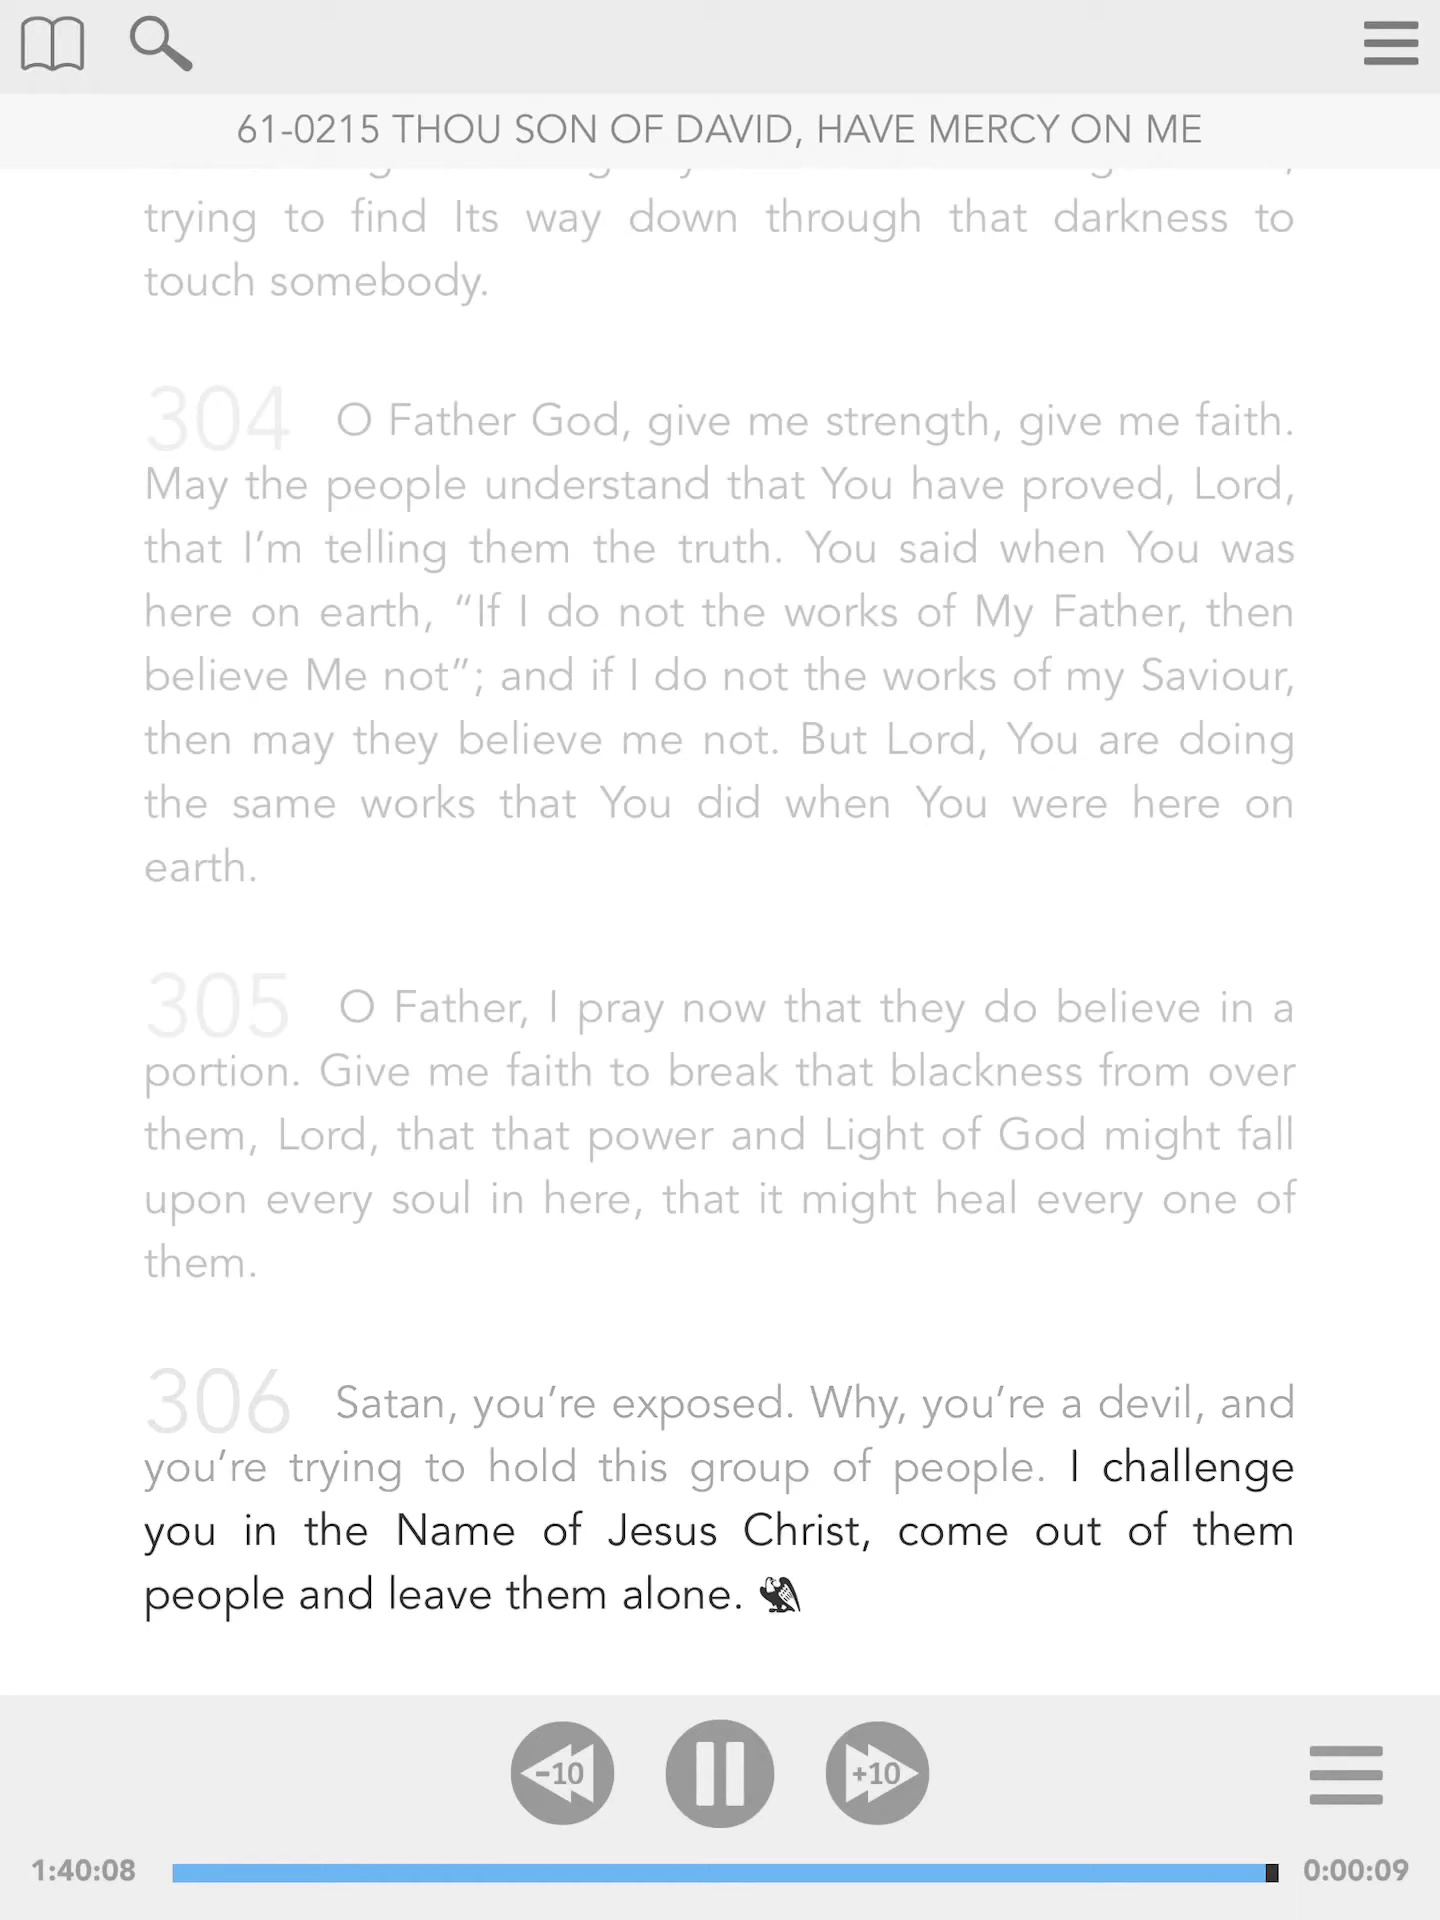 61-0215 THOU SON OF DAVID, HAVE MERCY ON ME
trying to find Its way down through that darkness to
touch somebody.
304 O Father God, give me strength, give me faith.
May the people understand that You have proved, Lord,
that I’m telling them the truth. You said when You was
here on earth, “If I do not the works of My Father, then
believe Me not”; and if I do not the works of my Saviour,
then may they believe me not. But Lord, You are doing
the same works that You did when You were here on
earth.
305 O Father, I pray now that they do believe in a
portion. Give me faith to break that blackness from over
them, Lord, that that power and Light of God might fall
upon every soul in here, that it might heal every one of
them.
306 Satan, you’re exposed. Why, you’re a devil, and
you’re trying to hold this group of people. I challenge
you in the Name of Jesus Christ, come out of them
people and leave them alone.
-10 +10
1:40:08 0:00:09